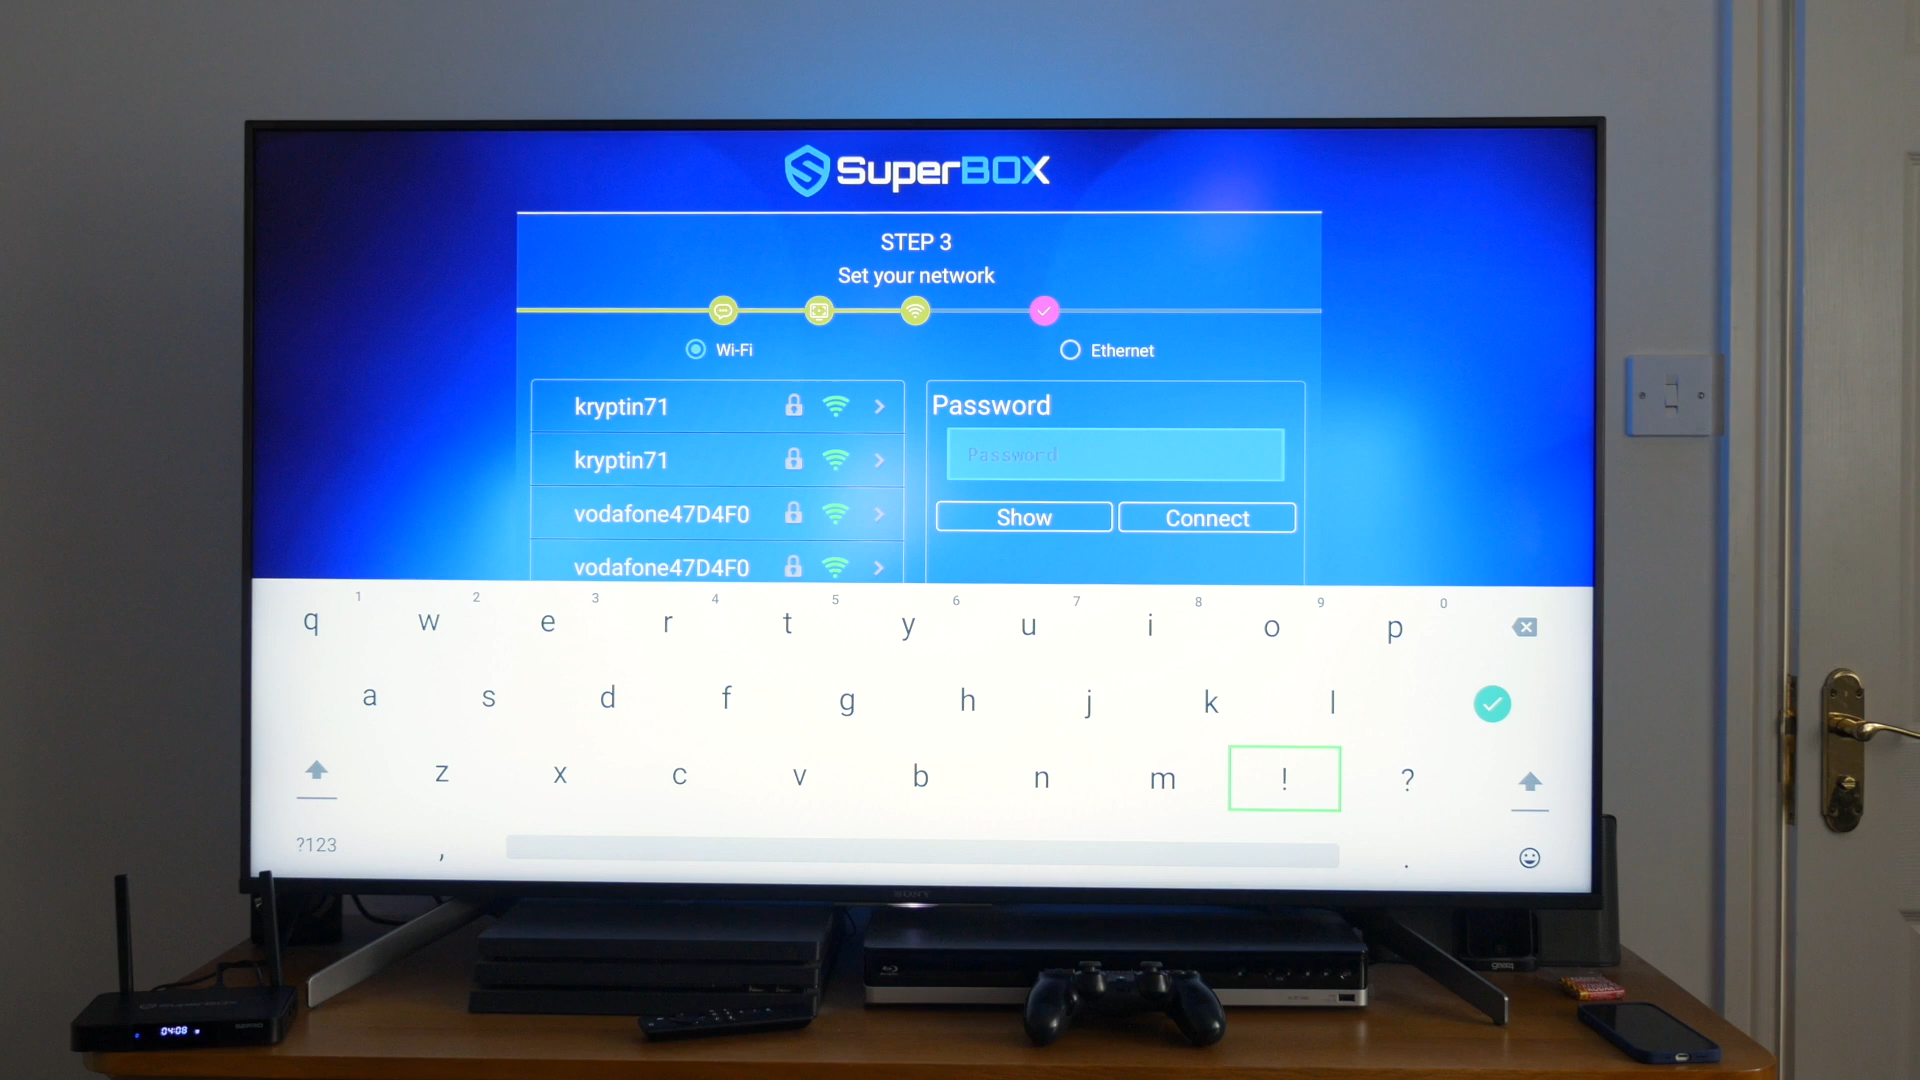 SuperBOX
STEP 3
Set your network
Wi-Fi
Ethernet
kryptin71
kryptin71
vodafone47D4F0
vodafone47D4F0
Password
Password
Show
Connect
1 2 3 4 5 6 7 8 9 0
q w e r t y u i o p
a s d f g h j k l
z x c v b n m ! ?
?123 , .
SONY
04:08